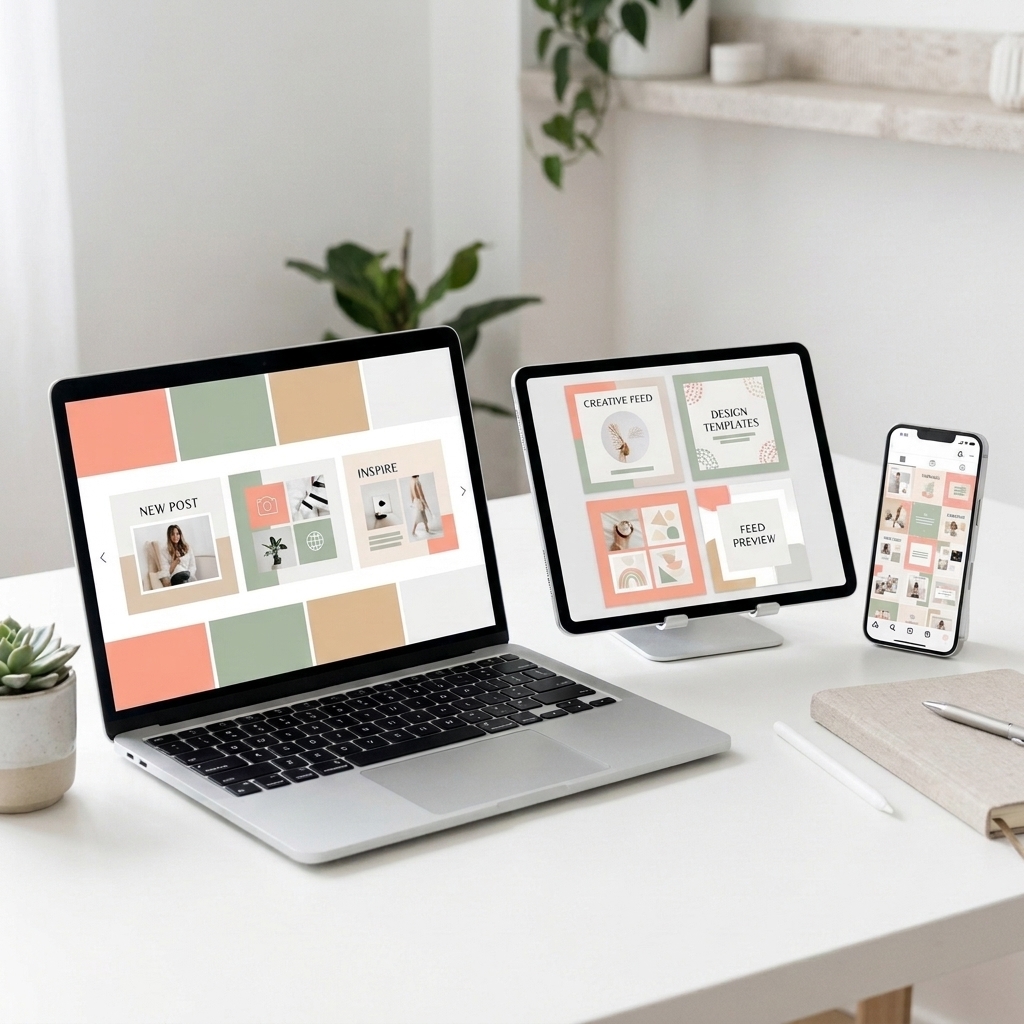 NEW POST
INSPIRE
CREATIVE FEED
DESIGN
TEMPLATES
FEED
PREVIEW